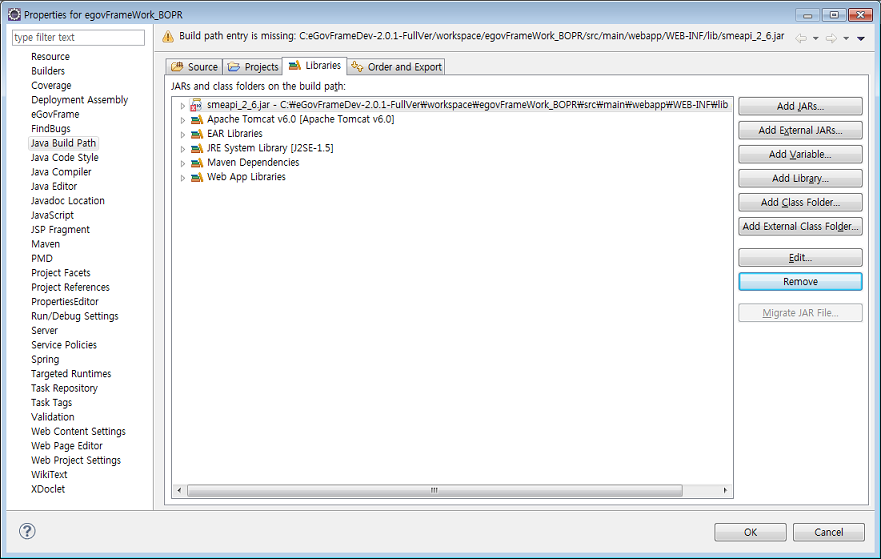 Properties for egovFrameWork_BOPR
type filter text
Build path entry is missing: C:eGovFrameDev-2.0.1-FullVer/workspace/egovFrameWork_BOPR/src/main/webapp/WEB-INF/lib/smeapi_2_6.jar
Resource
Builders
Coverage
Deployment Assembly
eGovFrame
FindBugs
Java Build Path
Java Code Style
Java Compiler
Java Editor
Javadoc Location
JavaScript
JSP Fragment
Maven
PMD
Project Facets
Project References
PropertiesEditor
Run/Debug Settings
Server
Service Policies
Spring
Targeted Runtimes
Task Repository
Task Tags
Validation
Web Content Settings
Web Page Editor
Web Project Settings
WikiText
XDoclet
Source Projects Libraries Order and Export
JARs and class folders on the build path:
smeapi_2_6.jar - C:₩eGovFrameDev-2.0.1-FullVer₩workspace₩egovFrameWork_BOPR₩src₩main₩webapp₩WEB-INF₩lib
Apache Tomcat v6.0 [Apache Tomcat v6.0]
EAR Libraries
JRE System Library [J2SE-1.5]
Maven Dependencies
Web App Libraries
Add JARs...
Add External JARs...
Add Variable...
Add Library...
Add Class Folder...
Add External Class Folder...
Edit...
Remove
Migrate JAR File...
OK Cancel